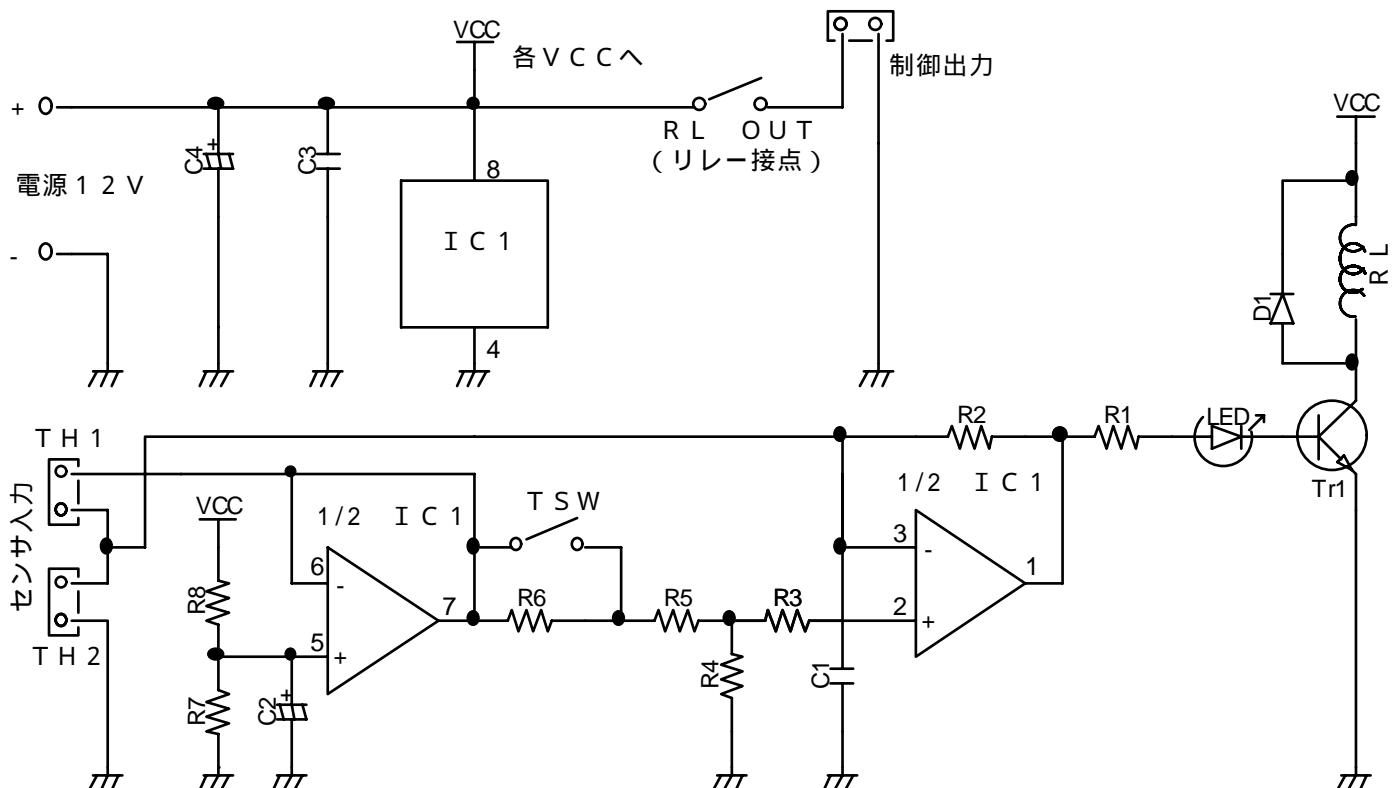 VCC
各ＶＣＣへ
制御出力
+
ＲＬ　ＯＵＴ
（リレー接点）
C4
+
C3
電源１２Ｖ
8
ＩＣ１
-
4
VCC
ＲＬ
D1
ＴＨ１
センサ入力
ＴＨ２
VCC
R8
R7
C2
+
1/2　ＩＣ１
6
-
5
+
7
ＴＳＷ
R6
R5
R4
R3
R2
R1
LED
Tr1
1/2　ＩＣ１
3
-
2
+
1
C1